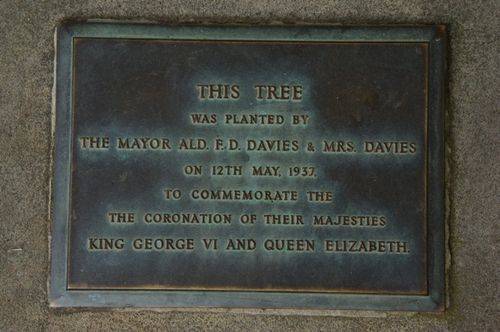 THIS TREE
WAS PLANTED BY
THE MAYOR ALD. F.D. DAVIES & MRS. DAVIES
ON 12TH MAY, 1937,
TO COMMEMORATE THE
THE CORONATION OF THEIR MAJESTIES
KING GEORGE VI AND QUEEN ELIZABETH.